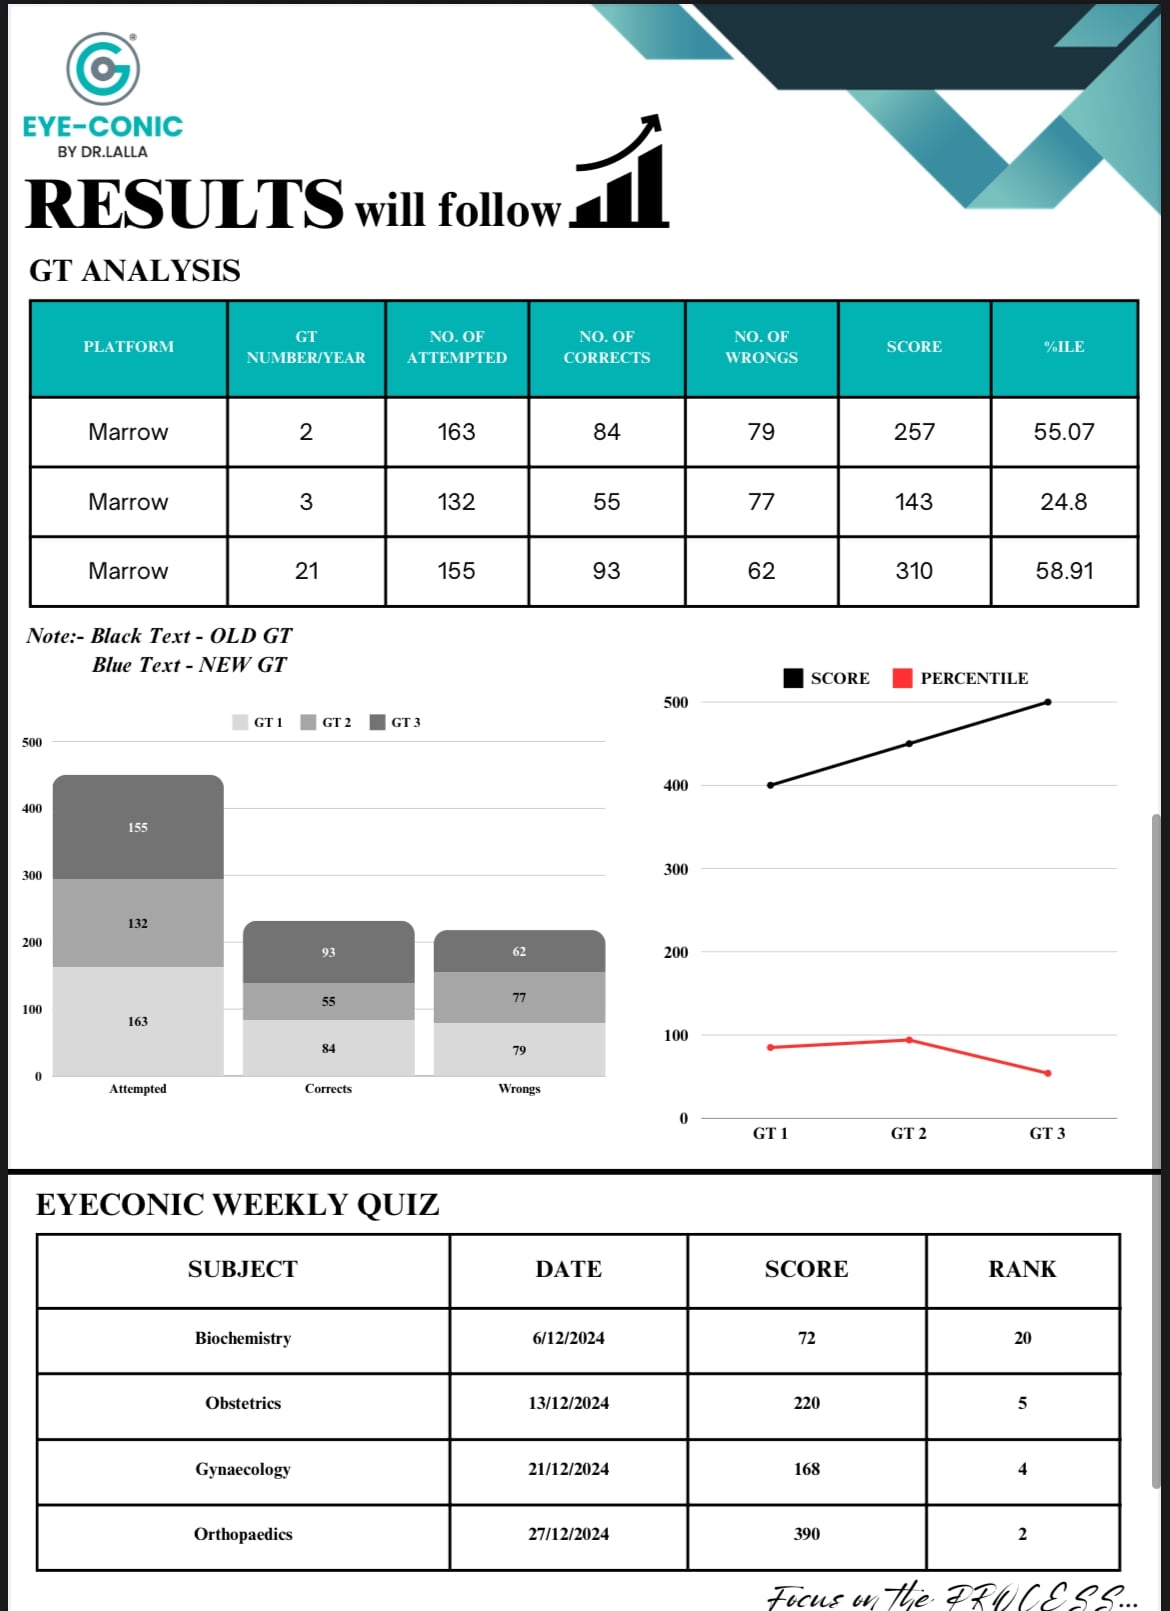 ®
EYE-CONIC
BY DR.LALLA
RESULTS will follow
GT ANALYSIS
PLATFORM GT NUMBER/YEAR NO. OF ATTEMPTED NO. OF CORRECTS NO. OF WRONGS SCORE %ILE
Marrow 2 163 84 79 257 55.07
Marrow 3 132 55 77 143 24.8
Marrow 21 155 93 62 310 58.91
Note:- Black Text - OLD GT
Blue Text - NEW GT
GT 1 GT 2 GT 3
500
400
300
200
100
0
155
132
163
93
55
84
62
77
79
Attempted Corrects Wrongs
SCORE PERCENTILE
500
400
300
200
100
0
GT 1 GT 2 GT 3
EYECONIC WEEKLY QUIZ
SUBJECT DATE SCORE RANK
Biochemistry 6/12/2024 72 20
Obstetrics 13/12/2024 220 5
Gynaecology 21/12/2024 168 4
Orthopaedics 27/12/2024 390 2
Focus on the PROCESS...